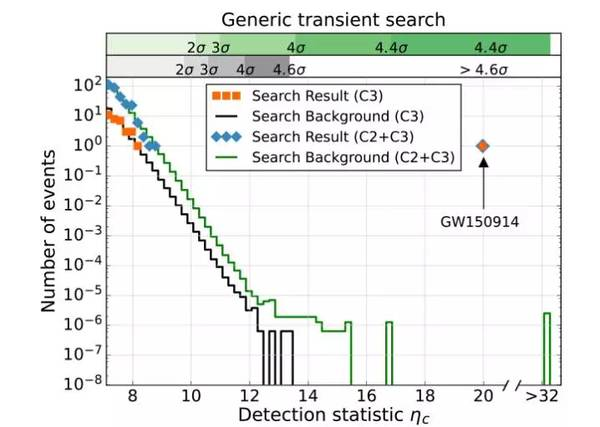 Generic transient search
2σ 3σ 4σ 4.4σ 4.4σ
2σ 3σ 4σ 4.6σ > 4.6σ
Search Result (C3)
Search Background (C3)
Search Result (C2+C3)
Search Background (C2+C3)
GW150914
Number of events
10²
10¹
10⁰
10⁻¹
10⁻²
10⁻³
10⁻⁴
10⁻⁵
10⁻⁶
10⁻⁷
10⁻⁸
8 10 12 14 16 18 20 // >32
Detection statistic η_c